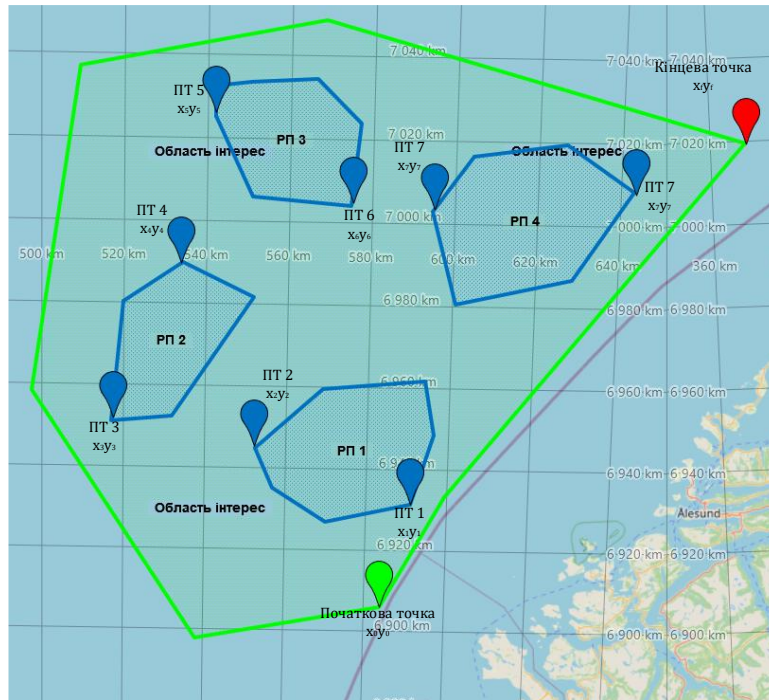 7 040 km
7 040 km
Кінцева точка
xfyf
ПТ 5
x5y5
РП 3
7 020 km
ПТ 7
x7y7
Область інтерес
Область інтерес
7 020 km
7 020 km
ПТ 4
x4y4
ПТ 6
x6y6
7 000 km
РП 4
ПТ 7
x7y7
7 000 km
7 000 km
500 km
520 km
540 km
560 km
580 km
600 km
620 km
640 km
360 km
6 980 km
6 980 km
6 980 km
РП 2
ПТ 2
x2y2
6 960 km
6 960 km
6 960 km
ПТ 3
x3y3
РП 1
6 940 km
6 940 km
6 940 km
Область інтерес
ПТ 1
x1y1
Ålesund
6 920 km
6 920 km
6 920 km
Початкова точка
x0y0
6 900 km
6 900 km
6 900 km